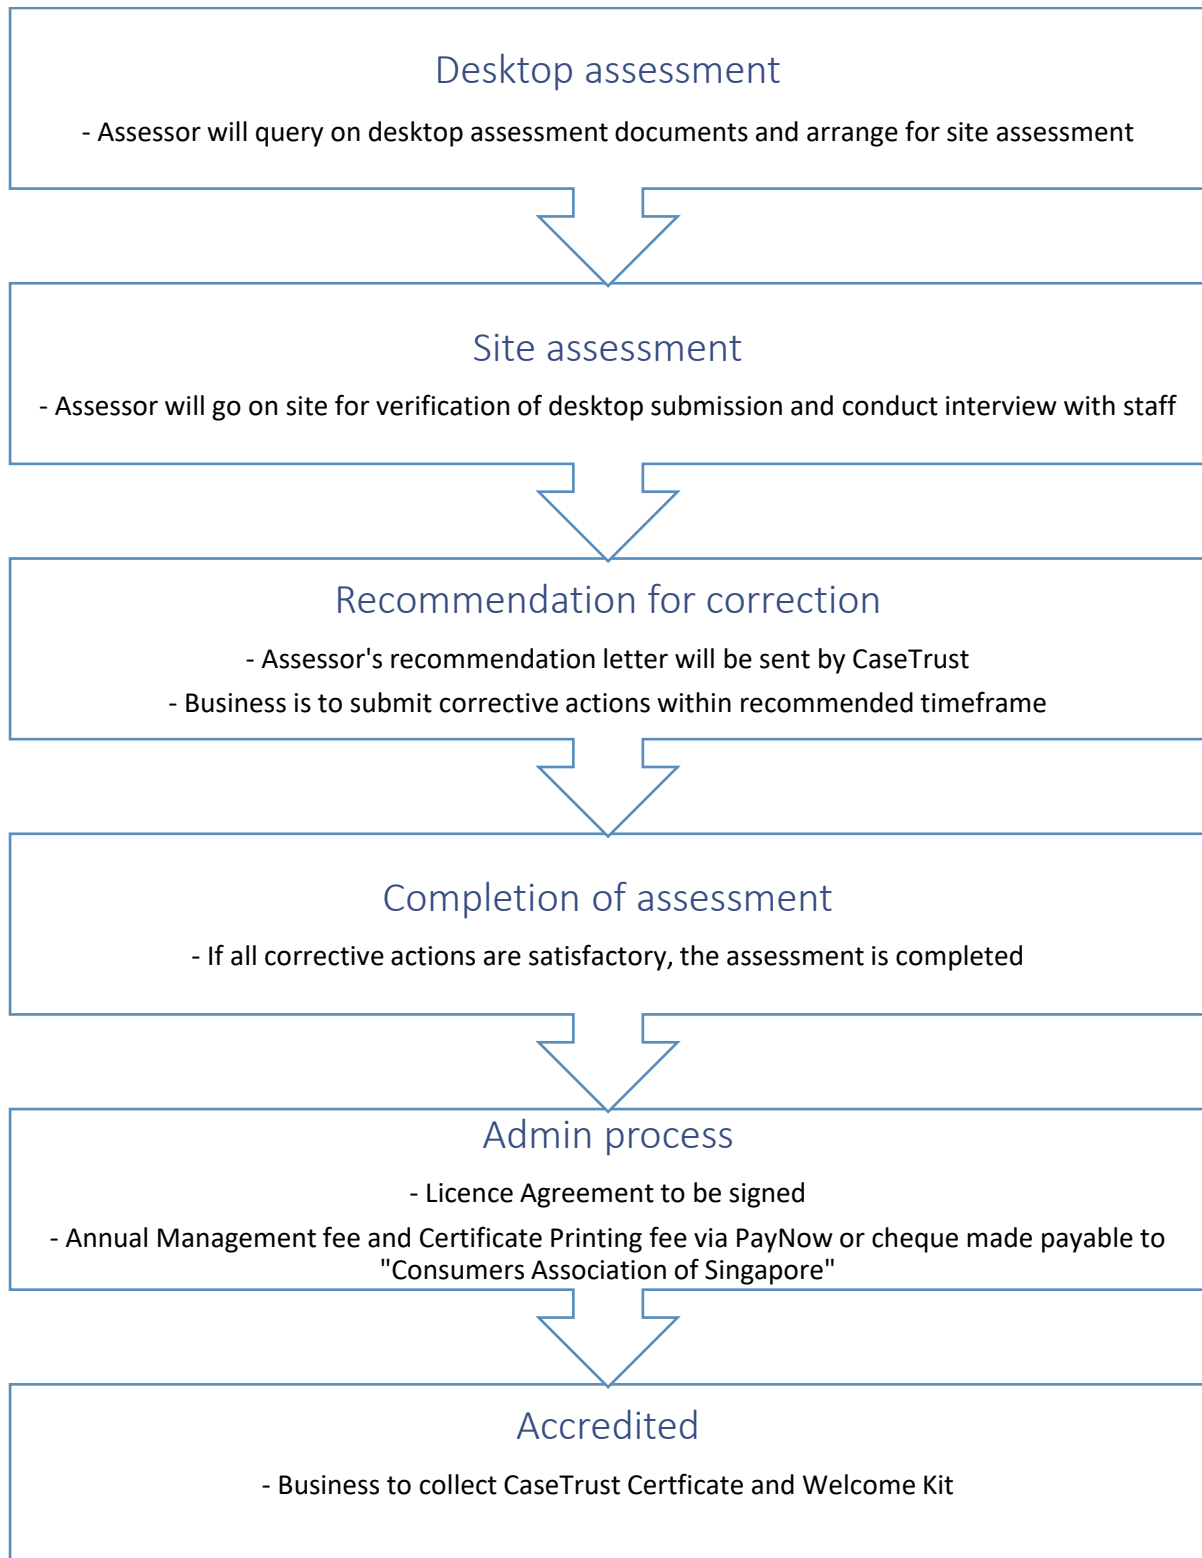 Desktop assessment
- Assessor will query on desktop assessment documents and arrange for site assessment
Site assessment
- Assessor will go on site for verification of desktop submission and conduct interview with staff
Recommendation for correction
- Assessor's recommendation letter will be sent by CaseTrust
- Business is to submit corrective actions within recommended timeframe
Completion of assessment
- If all corrective actions are satisfactory, the assessment is completed
Admin process
- Licence Agreement to be signed
- Annual Management fee and Certificate Printing fee via PayNow or cheque made payable to
"Consumers Association of Singapore"
Accredited
- Business to collect CaseTrust Certficate and Welcome Kit